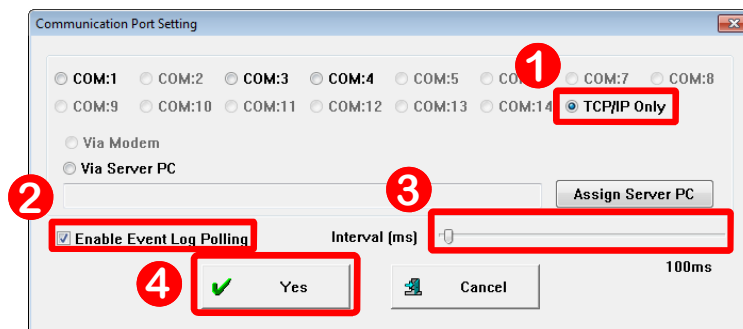 Communication Port Setting
1
COM:1 COM:2 COM:3 COM:4 COM:5 CO COM:7 COM:8
COM:9 COM:10 COM:11 COM:12 COM:13 COM:14 TCP/IP Only
Via Modem
Via Server PC
2 3
Assign Server PC
Enable Event Log Polling Interval (ms)
100ms
4 Yes Cancel